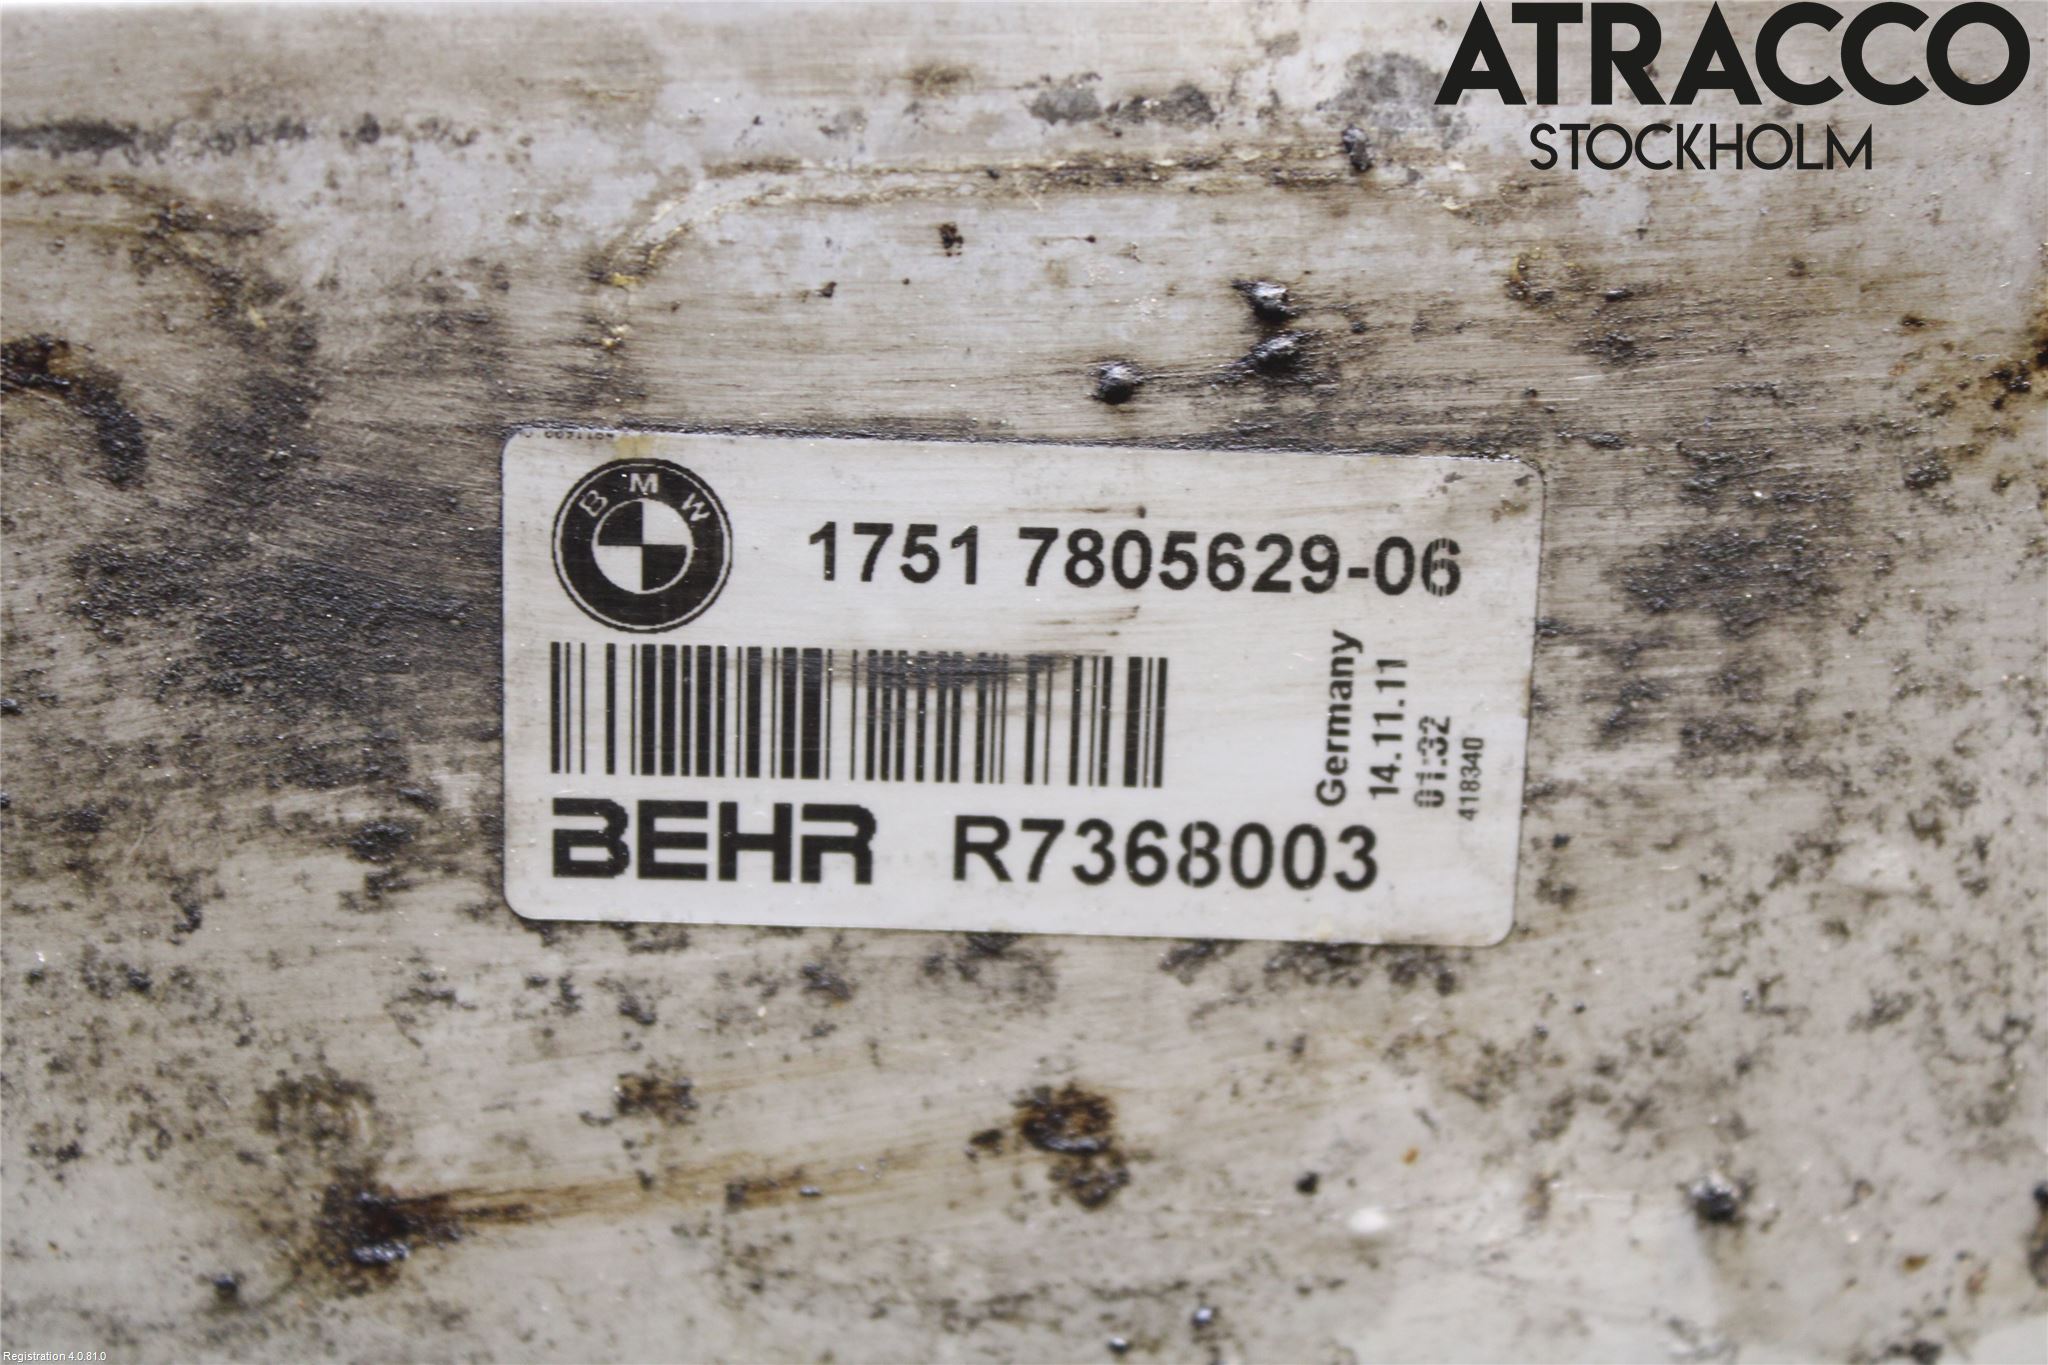 ATRACCO
STOCKHOLM
BMW
1751 7805629-06
Germany
14.11.11
01:32
418340
BEHR R7368003
Registration 4.0.81.0